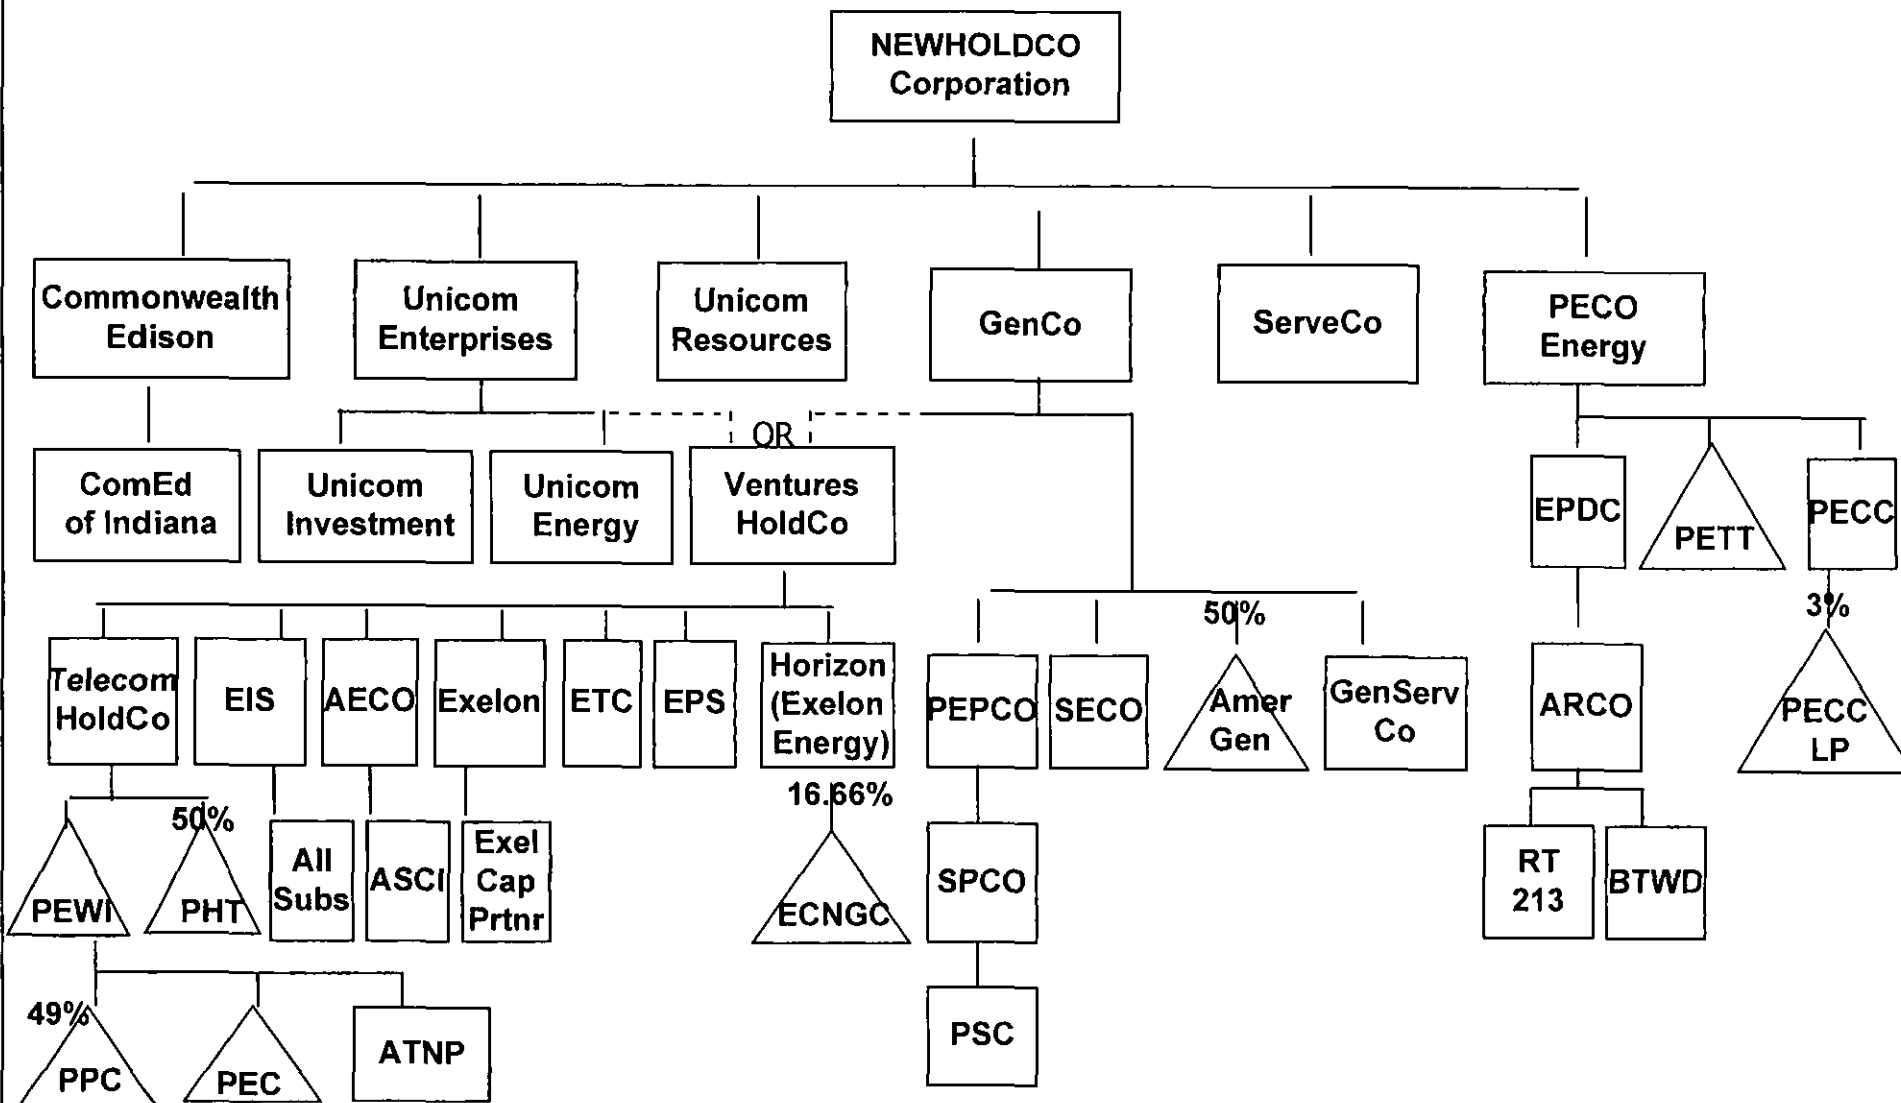 NEWHOLDCO
Corporation
Commonwealth
Edison
Unicom
Enterprises
Unicom
Resources
GenCo
ServeCo
PECO
Energy
OR
ComEd
of Indiana
Unicom
Investment
Unicom
Energy
Ventures
HoldCo
EPDC
PETT
PECC
3%
50%
Telecom
HoldCo
EIS
AECO
Exelon
ETC
EPS
Horizon
(Exelon
Energy)
PEPCO
SECO
Amer
Gen
GenServ
Co
ARCO
PECC
LP
16.66%
50%
PEWI
PHT
All
Subs
ASCI
Exel
Cap
Prtnr
ECNGC
SPCO
RT
213
BTWD
49%
PPC
PEC
ATNP
PSC